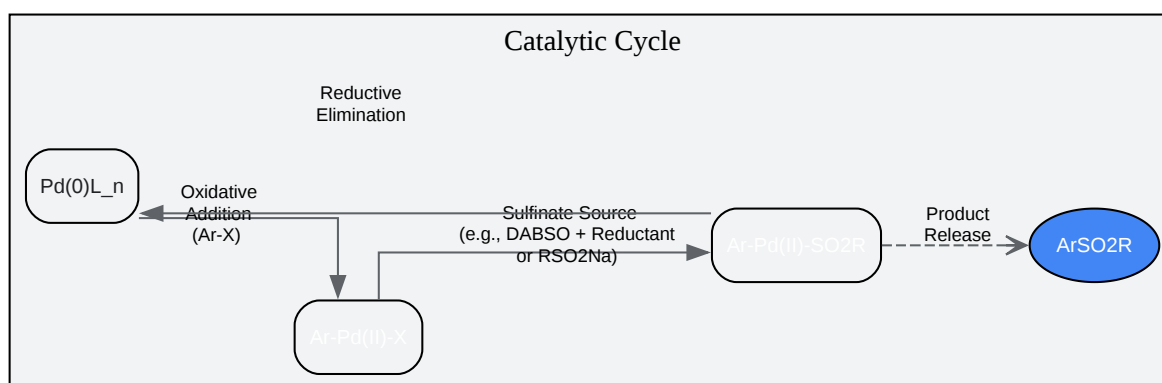 Catalytic Cycle
Reductive
Elimination
Pd(0)L_n
Oxidative
Addition
(Ar-X)
Sulfinate Source
(e.g., DABSO + Reductant
or RSO2Na)
Ar-Pd(II)-SO2R
Product
Release
ArSO2R
Ar-Pd(II)-X